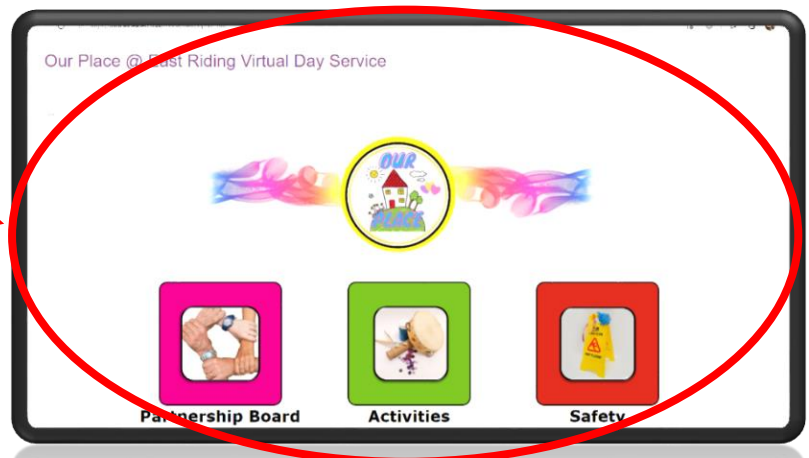 Our Place @ East Riding Virtual Day Service
OUR
PLACE
Partnership Board
Activities
Safety